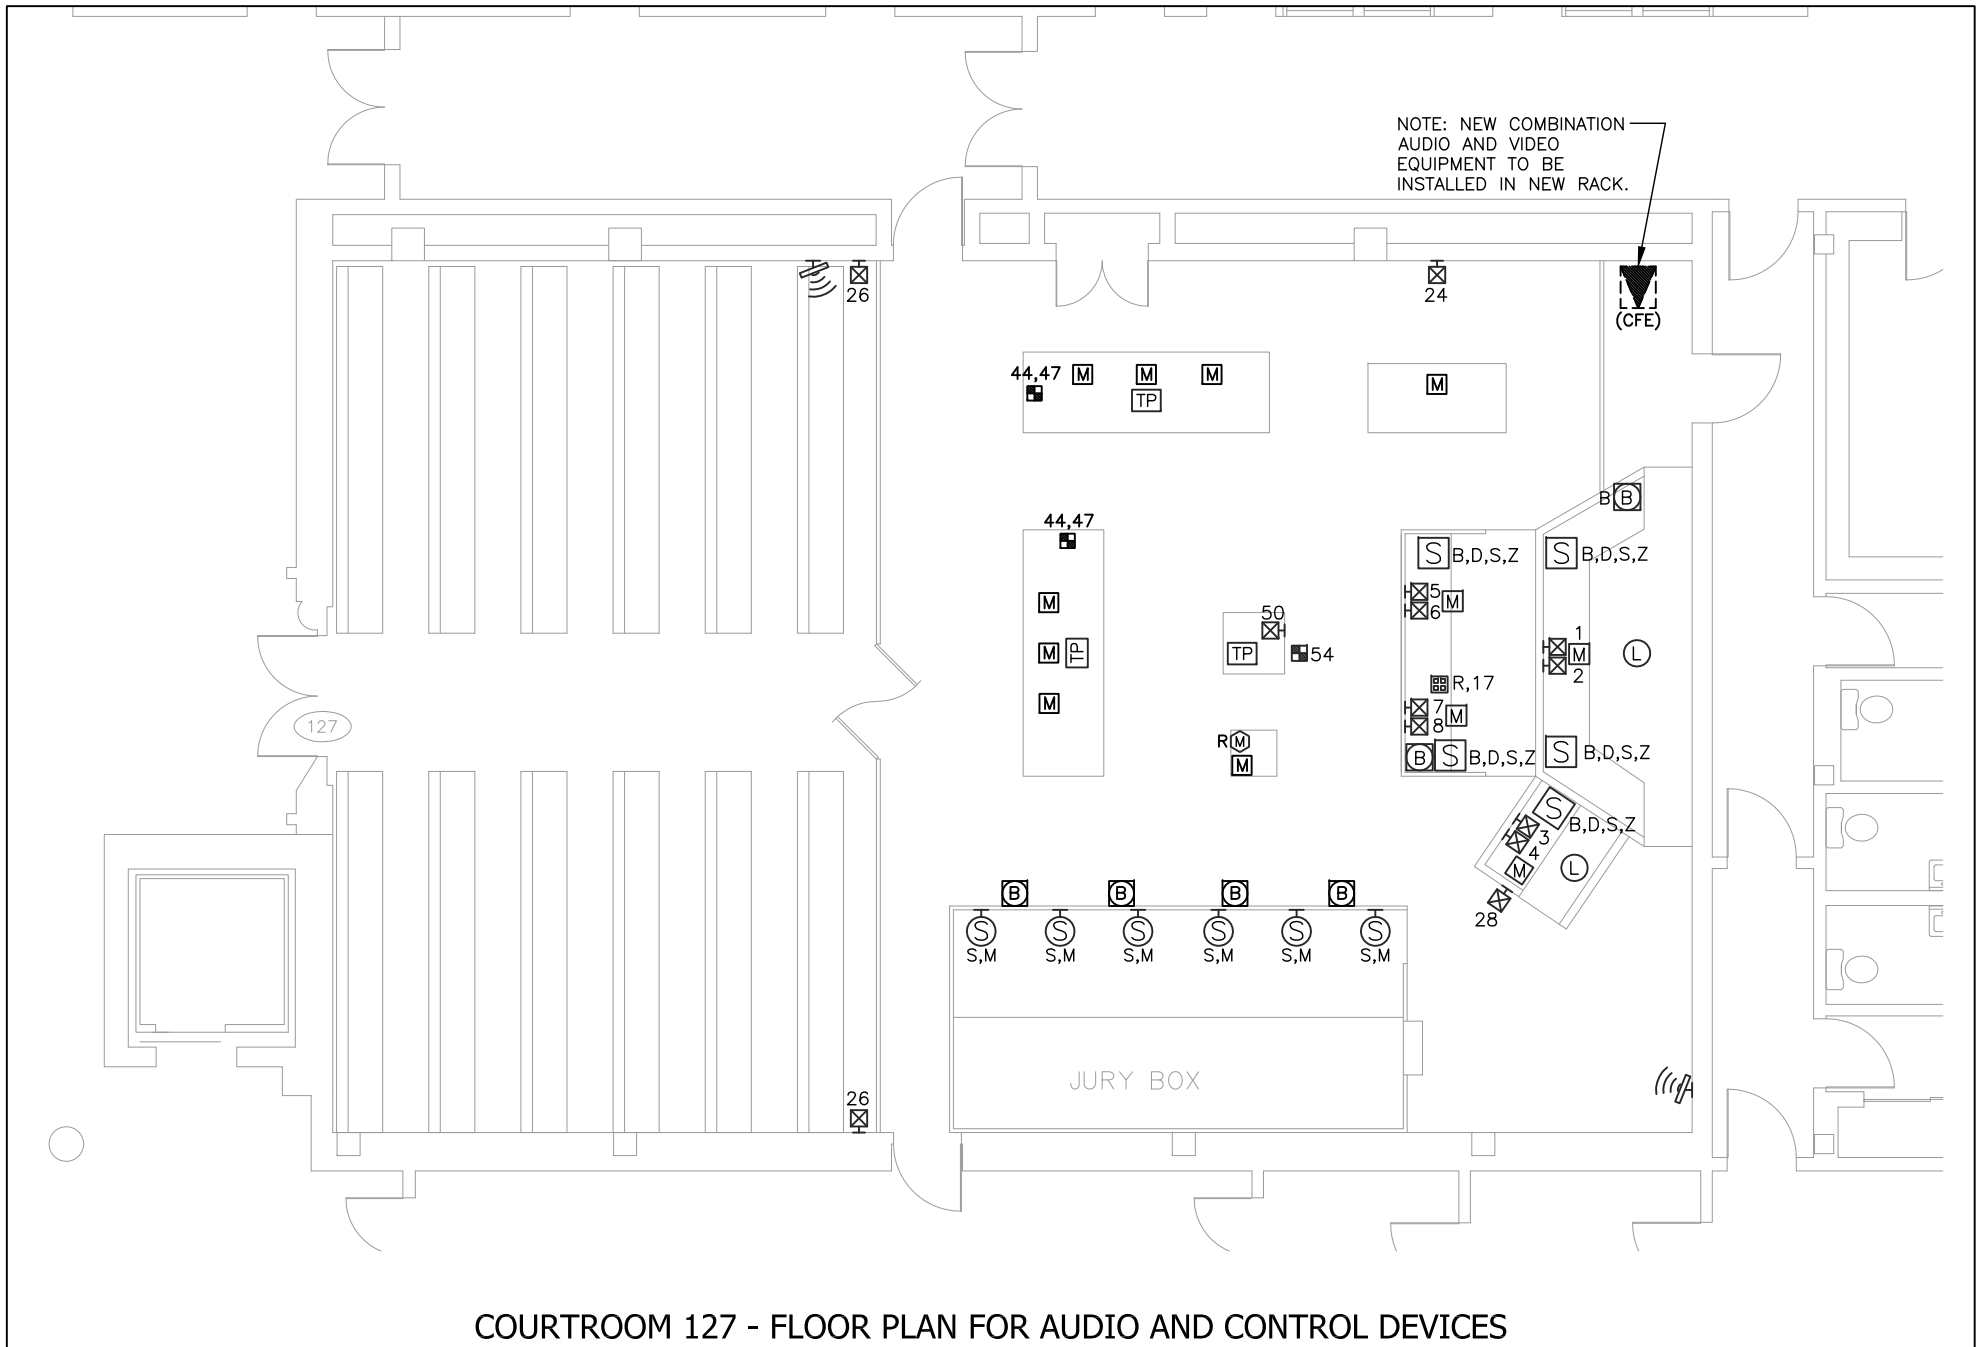 NOTE: NEW COMBINATION
AUDIO AND VIDEO
EQUIPMENT TO BE
INSTALLED IN NEW RACK.
26
24
(CFE)
44,47
M
M
M
M
TP
B
B
44,47
S
B,D,S,Z
S
B,D,S,Z
5
M
6
M
50
1
M
TP
TP
54
M
L
2
R,17
M
7
M
8
127
R
M
M
B
S
B,D,S,Z
S
B,D,S,Z
S
B,D,S,Z
3
4
M
L
28
B
B
B
B
S
S
S
S
S
S
S,M
S,M
S,M
S,M
S,M
S,M
JURY BOX
26
COURTROOM 127 - FLOOR PLAN FOR AUDIO AND CONTROL DEVICES